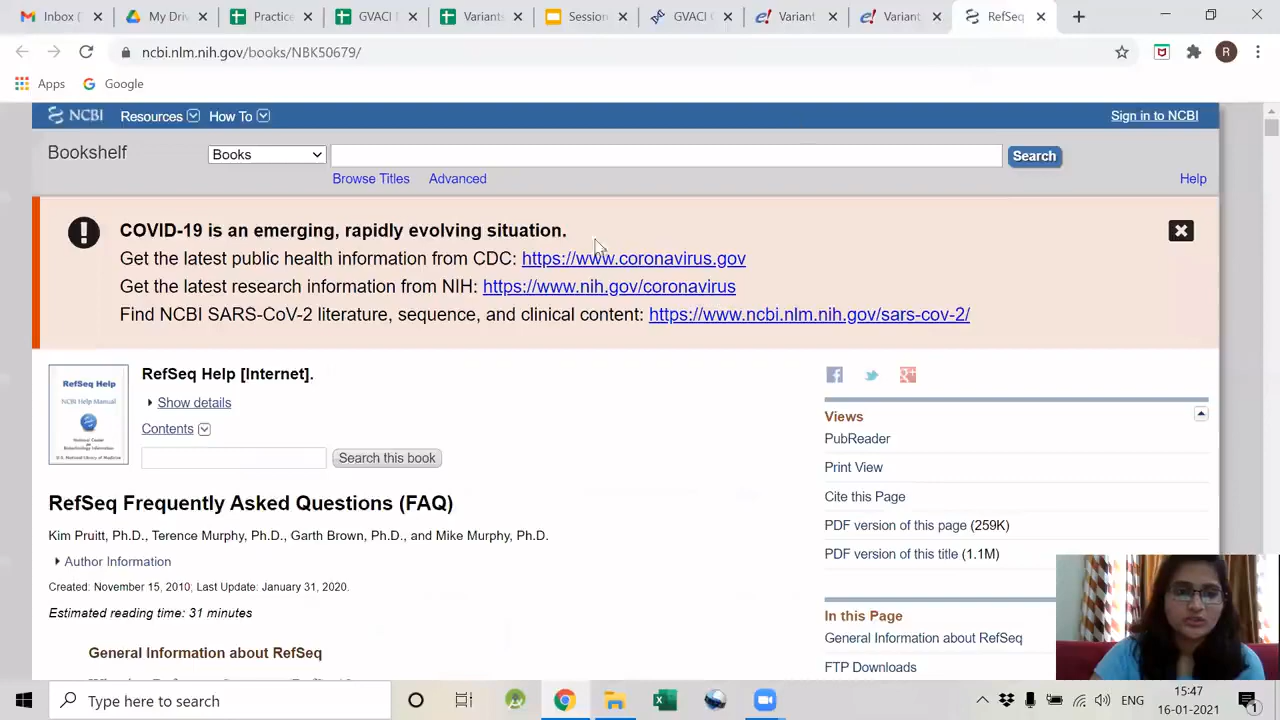 Inbox (
My Driv
Practice
GVACI
Variants
Session
GVACI
Variant
Variant
RefSeq
ncbi.nlm.nih.gov/books/NBK50679/
R
Apps
Google
NCBI
Resources
How To
Sign in to NCBI
Bookshelf
Books
Search
Browse Titles
Advanced
Help
COVID-19 is an emerging, rapidly evolving situation.
Get the latest public health information from CDC: https://www.coronavirus.gov
Get the latest research information from NIH: https://www.nih.gov/coronavirus
Find NCBI SARS-CoV-2 literature, sequence, and clinical content: https://www.ncbi.nlm.nih.gov/sars-cov-2/
RefSeq Help
NCBI Help Manual
RefSeq Help [Internet].
Show details
Contents
Search this book
RefSeq Frequently Asked Questions (FAQ)
Kim Pruitt, Ph.D., Terence Murphy, Ph.D., Garth Brown, Ph.D., and Mike Murphy, Ph.D.
Author Information
Created: November 15, 2010; Last Update: January 31, 2020.
Estimated reading time: 31 minutes
General Information about RefSeq
Views
PubReader
Print View
Cite this Page
PDF version of this page (259K)
PDF version of this title (1.1M)
In this Page
General Information about RefSeq
FTP Downloads
Type here to search
ENG
15:47
16-01-2021
1